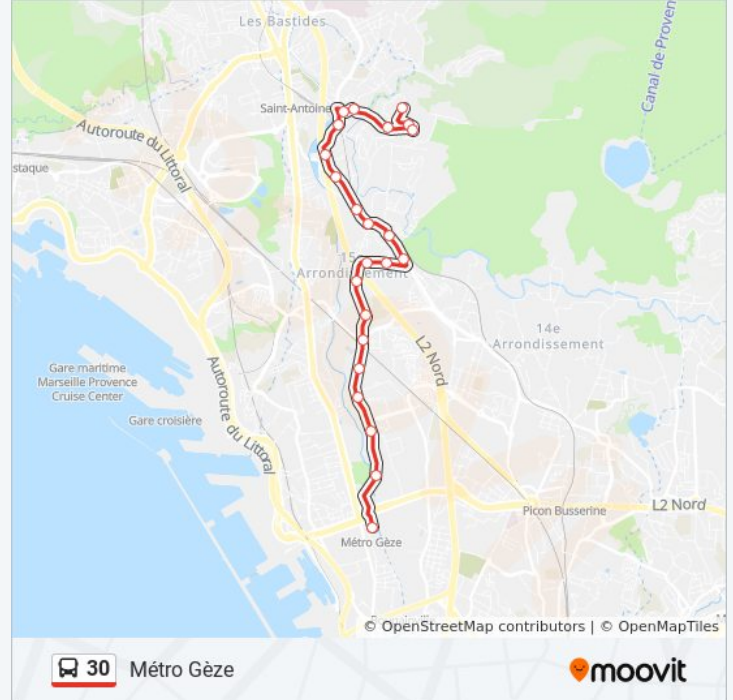 Les Bastides
Canal de Proven
Saint-Antoine
Autoroute du Littoral
staque
15
Arrondissement
14e
Arrondissement
L2 Nord
Gare maritime
Marseille Provence
Cruise Center
Autoroute du Littoral
Gare croisière
Picon Busserine
L2 Nord
Métro Gèze
© OpenStreetMap contributors | © OpenMapTiles
30 Métro Gèze
moovit